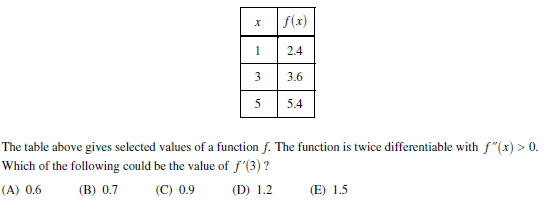 x f(x)
1 2.4
3 3.6
5 5.4
The table above gives selected values of a function f. The function is twice differentiable with f″(x) > 0.
Which of the following could be the value of f′(3) ?
(A) 0.6 (B) 0.7 (C) 0.9 (D) 1.2 (E) 1.5